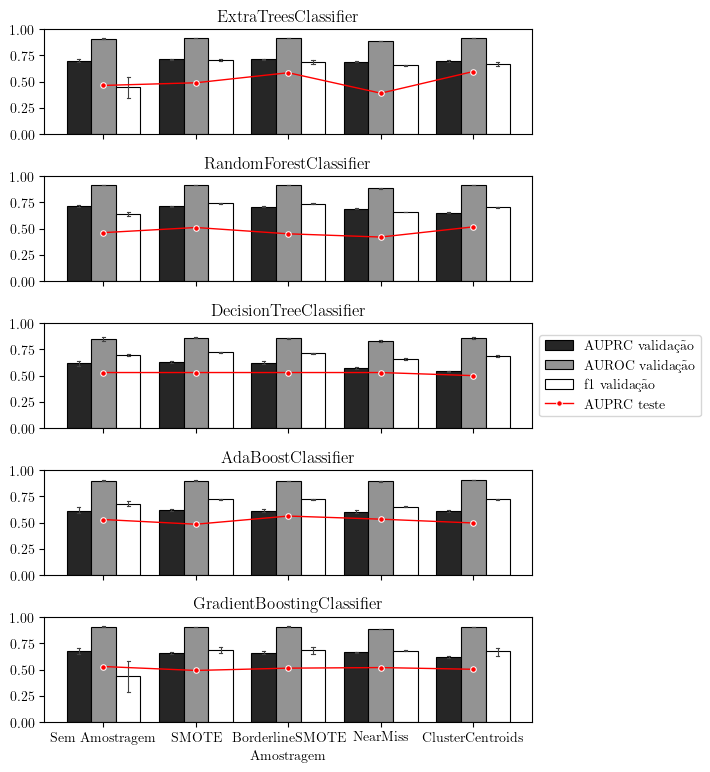 ExtraTreesClassifier
1.00
0.75
0.50
0.25
0.00
RandomForestClassifier
1.00
0.75
0.50
0.25
0.00
DecisionTreeClassifier
1.00
0.75
0.50
0.25
0.00
AUPRC validação
AUROC validação
f1 validação
AUPRC teste
AdaBoostClassifier
1.00
0.75
0.50
0.25
0.00
GradientBoostingClassifier
1.00
0.75
0.50
0.25
0.00
Sem Amostragem SMOTE BorderlineSMOTE NearMiss ClusterCentroids
Amostragem